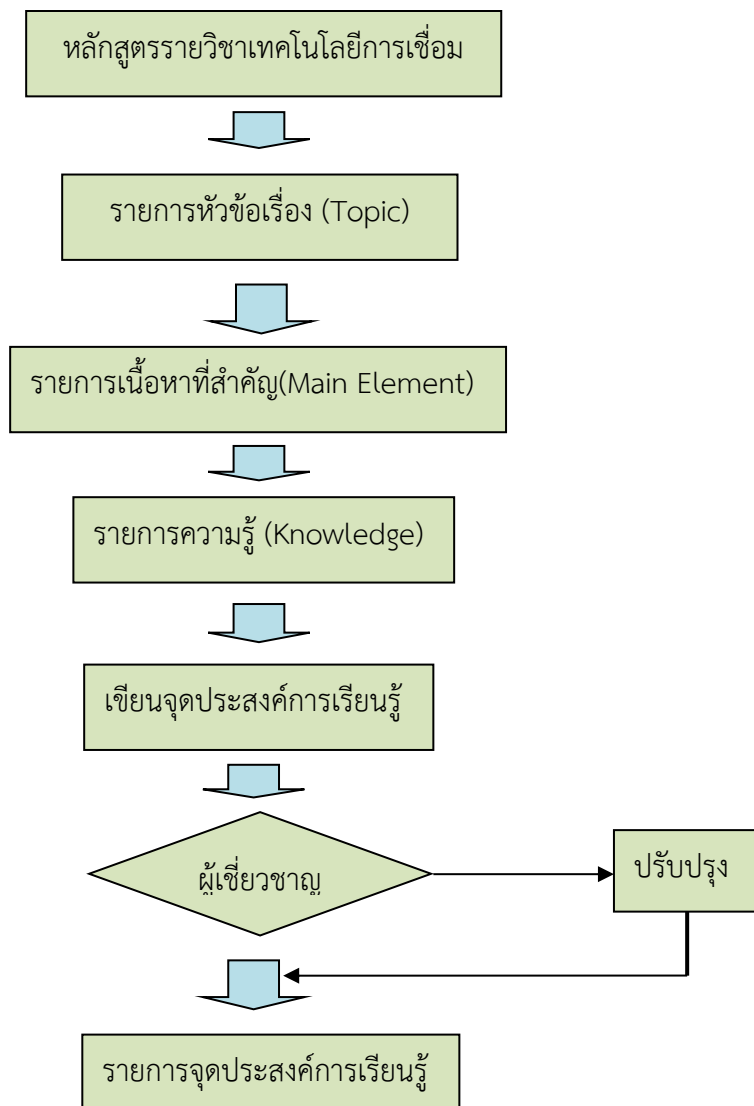 หลักสูตรรายวิชาเทคโนโลยีการเชื่อม
รายการหัวข้อเรื่อง (Topic)
รายการเนื้อหาที่สำคัญ(Main Element)
รายการความรู้ (Knowledge)
เขียนจุดประสงค์การเรียนรู้
ผู้เชี่ยวชาญ
ปรับปรุง
รายการจุดประสงค์การเรียนรู้